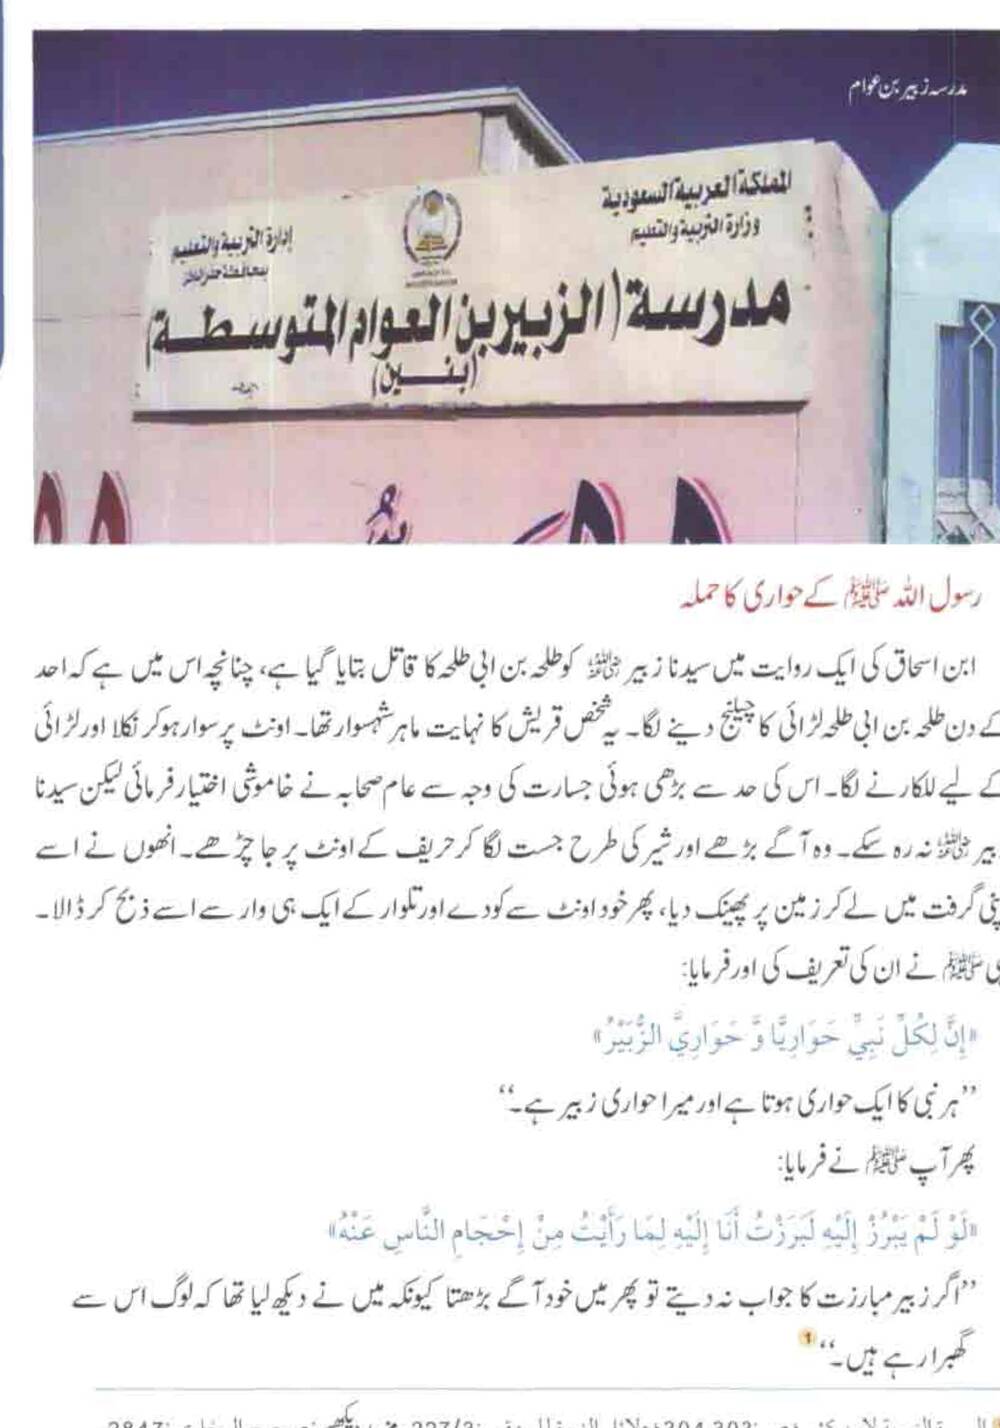 مدرسہ زبیر بن عوام
المملكة العربية السعودية
وزارة التربية والتعليم
إدارة التربية والتعليم
بمحافظة حفر الباطن
مدرسة (الزبير بن العوام المتوسطة)
(بنين)
رسول اللہ ﷺ کے حواری کا حملہ
ابن اسحاق کی ایک روایت میں سیدنا زبیر رضی اللہ عنہ کو طلحہ بن ابی طلحہ کا قاتل بتایا گیا ہے، چنانچہ اس میں ہے کہ احد
کے دن طلحہ بن ابی طلحہ لڑائی کا چیلنج دینے لگا۔ یہ شخص قریش کا نہایت ماہر شہسوار تھا۔ اونٹ پر سوار ہو کر نکلا اور لڑائی
کے لیے للکارنے لگا۔ اس کی حد سے بڑھی ہوئی جسارت کی وجہ سے عام صحابہ نے خاموشی اختیار فرمائی لیکن سیدنا
بیر رضی اللہ عنہ نہ رہ سکے۔ وہ آگے بڑھے اور شیر کی طرح جست لگا کر حریف کے اونٹ پر جا چڑھے۔ انھوں نے اسے
پنی گرفت میں لے کر زمین پر پھینک دیا، پھر خود اونٹ سے کودے اور تلوار کے ایک ہی وار سے اسے ذبح کر ڈالا۔
ﷺ نے ان کی تعریف کی اور فرمایا:
«إِنَّ لِكُلِّ نَبِيٍّ حَوَارِيًّا وَّ حَوَارِيَّ الزُّبَيْرُ»
”ہر نبی کا ایک حواری ہوتا ہے اور میرا حواری زبیر ہے۔“
پھر آپ ﷺ نے فرمایا:
«لَوْ لَمْ يَبْرُزْ إِلَيْهِ لَبَرَزْتُ أَنَا إِلَيْهِ لِمَا رَأَيْتُ مِنْ إِحْجَامِ النَّاسِ عَنْهُ»
”اگر زبیر مبارزت کا جواب نہ دیتے تو پھر میں خود آگے بڑھتا کیونکہ میں نے دیکھ لیا تھا کہ لوگ اس سے
گھبرا رہے ہیں۔“ 1